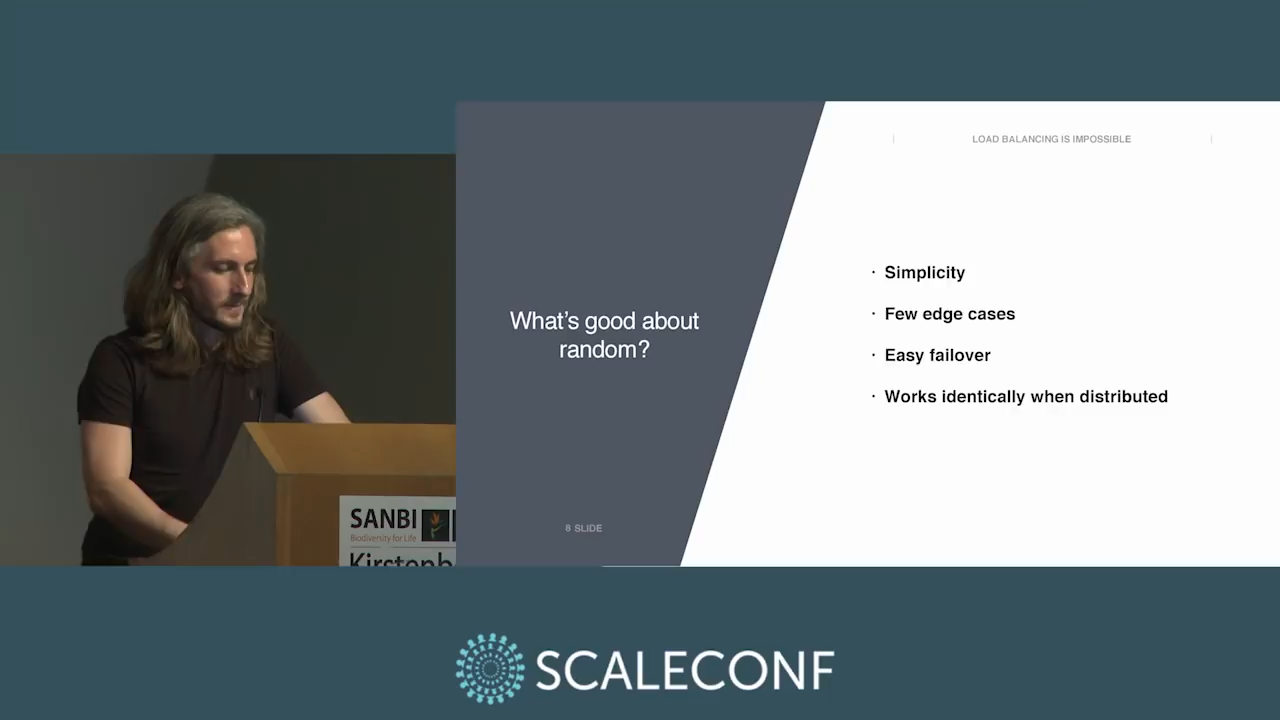 LOAD BALANCING IS IMPOSSIBLE
What's good about
random?
· Simplicity
· Few edge cases
· Easy failover
· Works identically when distributed
8 SLIDE
SANBI
Biodiversity for Life
Kirstenb
SCALECONF